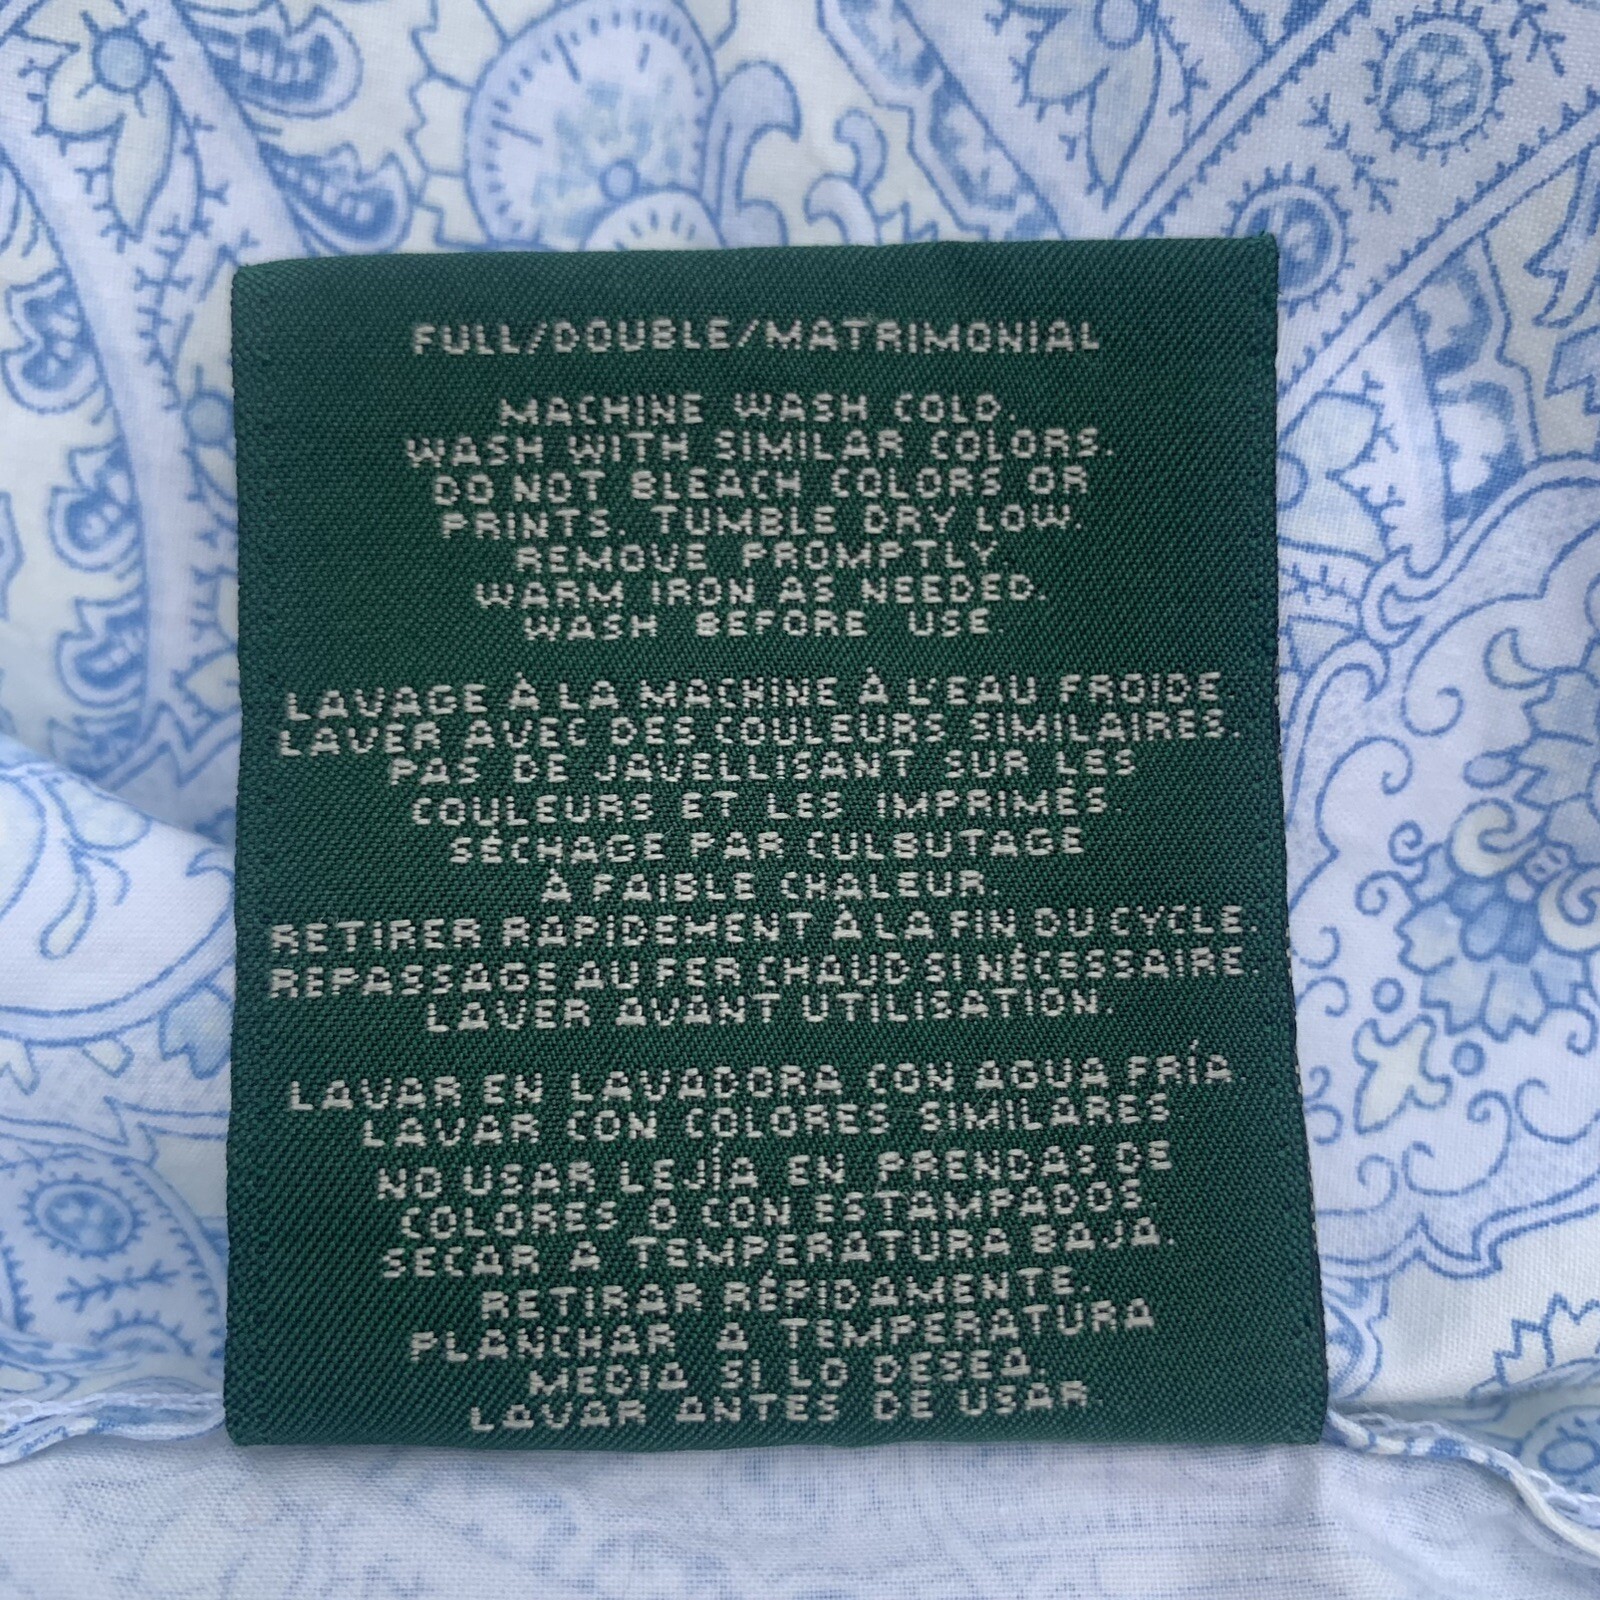 FULL/DOUBLE/MATRIMONIAL
MACHINE WASH COLD.
WASH WITH SIMILAR COLORS.
DO NOT BLEACH COLORS OR
PRINTS. TUMBLE DRY LOW.
REMOVE PROMPTLY.
WARM IRON AS NEEDED.
WASH BEFORE USE.
LAVAGE À LA MACHINE À L'EAU FROIDE
LAVER AVEC DES COULEURS SIMILAIRES.
PAS DE JAVELLISANT SUR LES
COULEURS ET LES IMPRIMÉS.
SÉCHAGE PAR CULBUTAGE
À FAIBLE CHALEUR.
RETIRER RAPIDEMENT À LA FIN DU CYCLE.
REPASSAGE AU FER CHAUD SI NÈCESSAIRE.
LAVER AVANT UTILISATION.
LAVAR EN LAVADORA CON AGUA FRÍA
LAVAR CON COLORES SIMILARES
NO USAR LEJÍA EN PRENDAS DE
COLORES O CON ESTAMPADOS
SECAR A TEMPERATURA BAJA.
RETIRAR RÉPIDAMENTE.
PLANCHAR A TEMPERATURA
MEDIA SI LO DESEA.
LAVAR ANTES DE USAR.